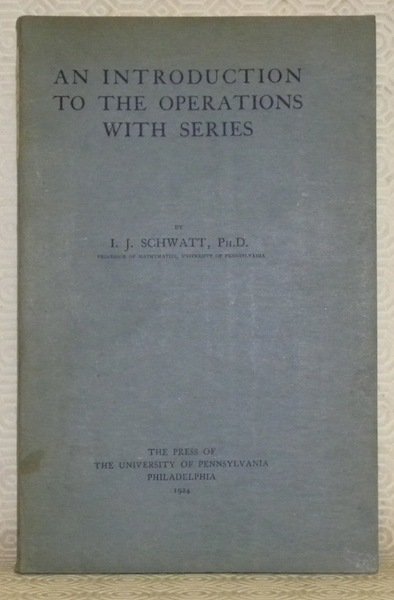 AN INTRODUCTION
TO THE OPERATIONS
WITH SERIES
BY
I. J. SCHWATT, PH.D.
PROFESSOR OF MATHEMATICS, UNIVERSITY OF PENNSYLVANIA
THE PRESS OF
THE UNIVERSITY OF PENNSYLVANIA
PHILADELPHIA
1924